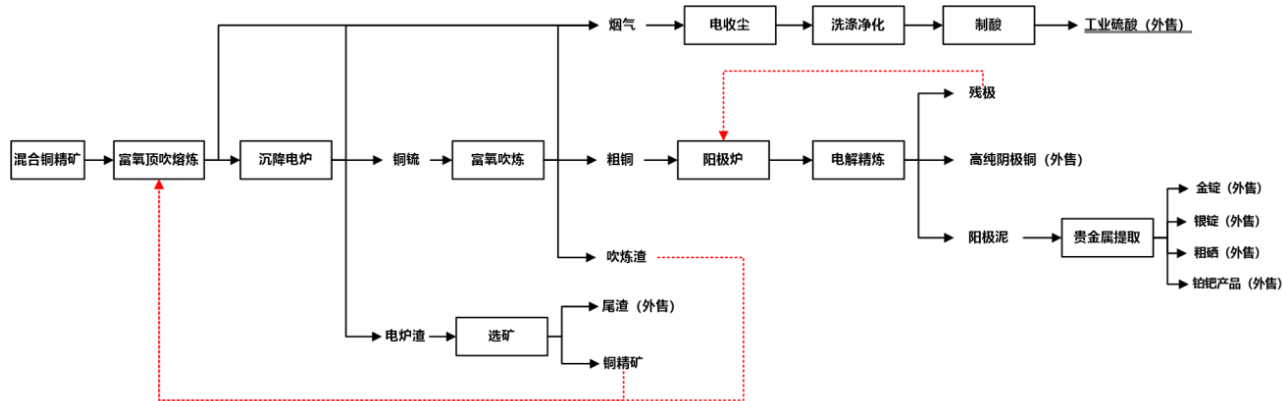 烟气
电收尘
洗涤净化
制酸
工业硫酸（外售）
残极
混合铜精矿
富氧顶吹熔炼
沉降电炉
铜锍
富氧吹炼
粗铜
阳极炉
电解精炼
高纯阴极铜（外售）
金锭（外售）
银锭（外售）
阳极泥
贵金属提取
粗硒（外售）
铂钯产品（外售）
吹炼渣
尾渣（外售）
电炉渣
选矿
铜精矿